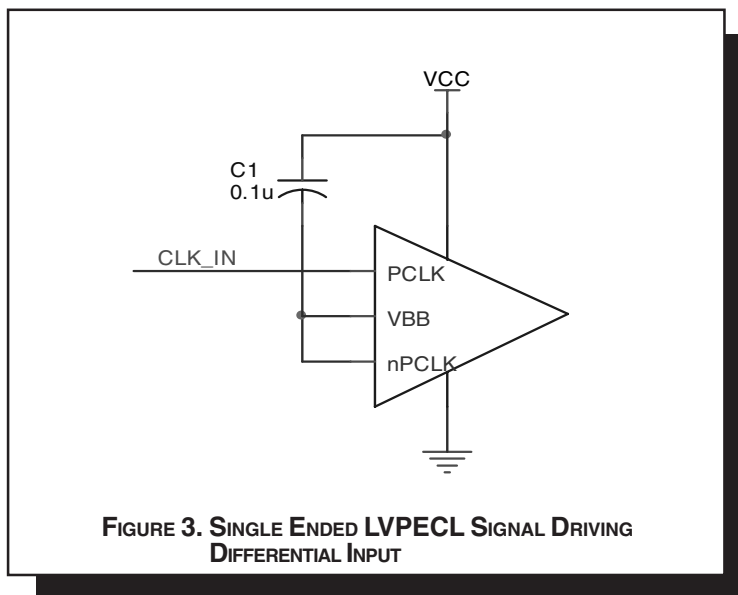 VCC
C1
0.1u
CLK_IN
PCLK
VBB
nPCLK
FIGURE 3. SINGLE ENDED LVPECL SIGNAL DRIVING
DIFFERENTIAL INPUT